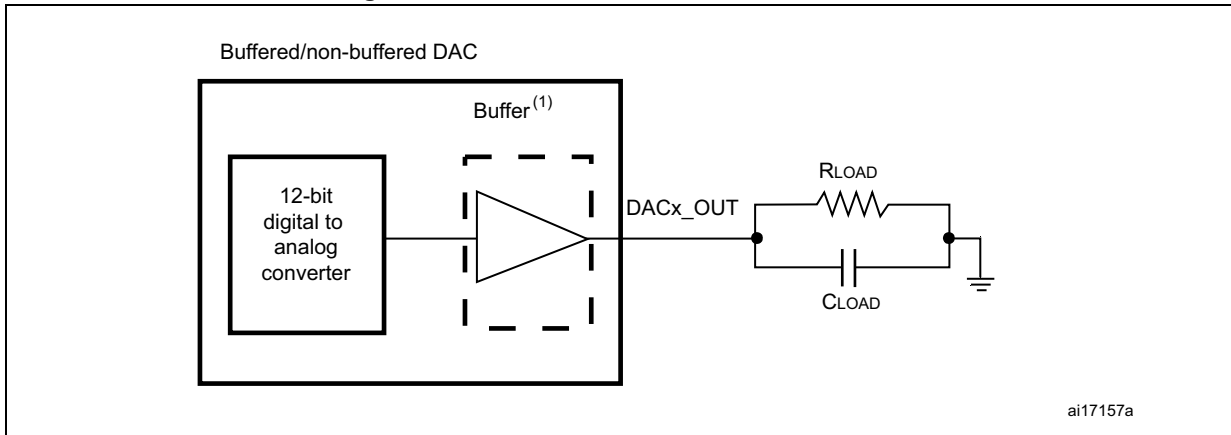 Buffered/non-buffered DAC
Buffer(1)
12-bit
digital to
analog
converter
DACx_OUT
RLOAD
CLOAD
ai17157a